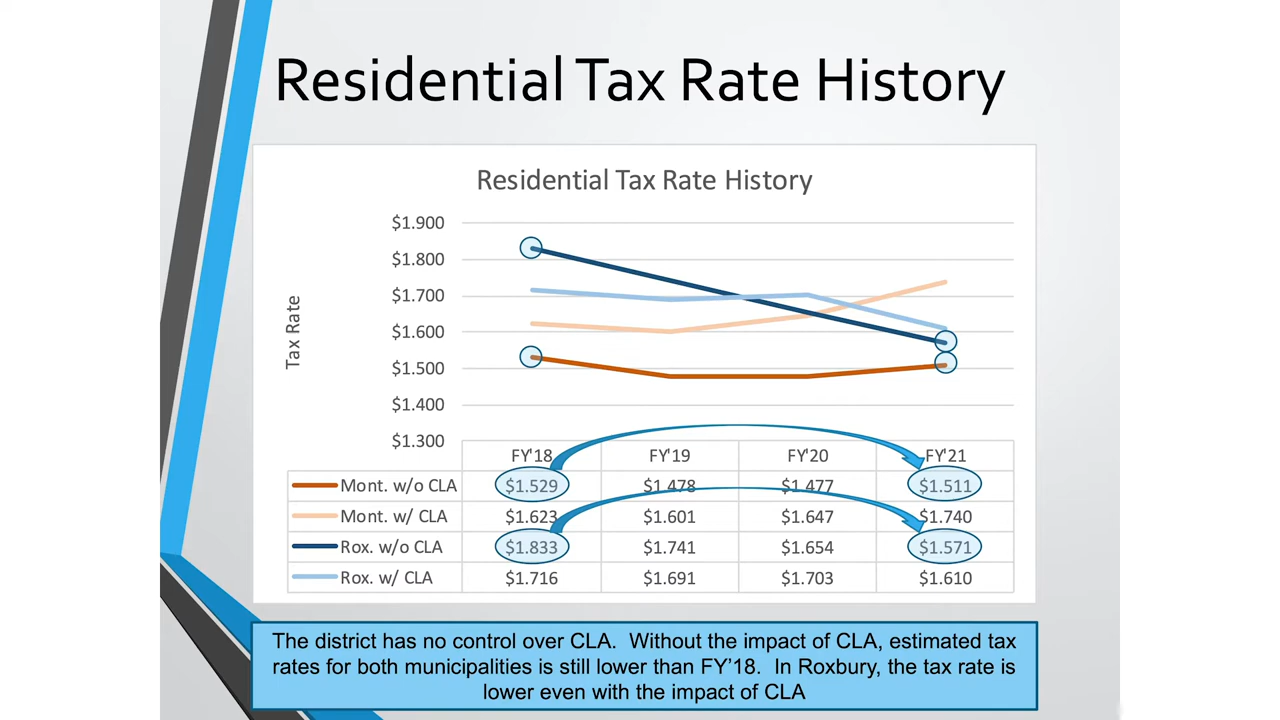 Residential Tax Rate History
Residential Tax Rate History
$1.900
$1.800
$1.700
$1.600
$1.500
$1.400
$1.300
Tax Rate
FY'18 FY'19 FY'20 FY'21
Mont. w/o CLA $1.529 $1.478 $1.477 $1.511
Mont. w/ CLA $1.623 $1.601 $1.647 $1.740
Rox. w/o CLA $1.833 $1.741 $1.654 $1.571
Rox. w/ CLA $1.716 $1.691 $1.703 $1.610
The district has no control over CLA.  Without the impact of CLA, estimated tax
rates for both municipalities is still lower than FY'18.  In Roxbury, the tax rate is
lower even with the impact of CLA